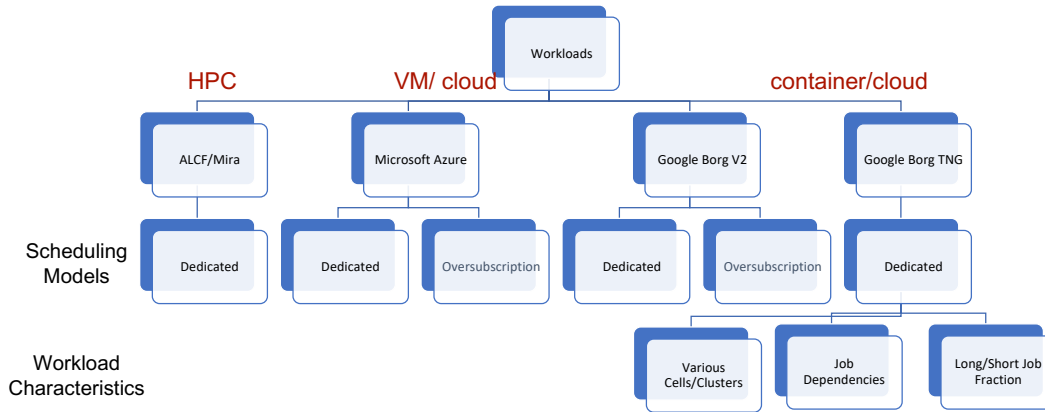 Workloads
HPC
VM/ cloud
container/cloud
ALCF/Mira
Microsoft Azure
Google Borg V2
Google Borg TNG
Scheduling
Models
Dedicated
Dedicated
Oversubscription
Dedicated
Oversubscription
Dedicated
Workload
Characteristics
Various
Cells/Clusters
Job
Dependencies
Long/Short Job
Fraction